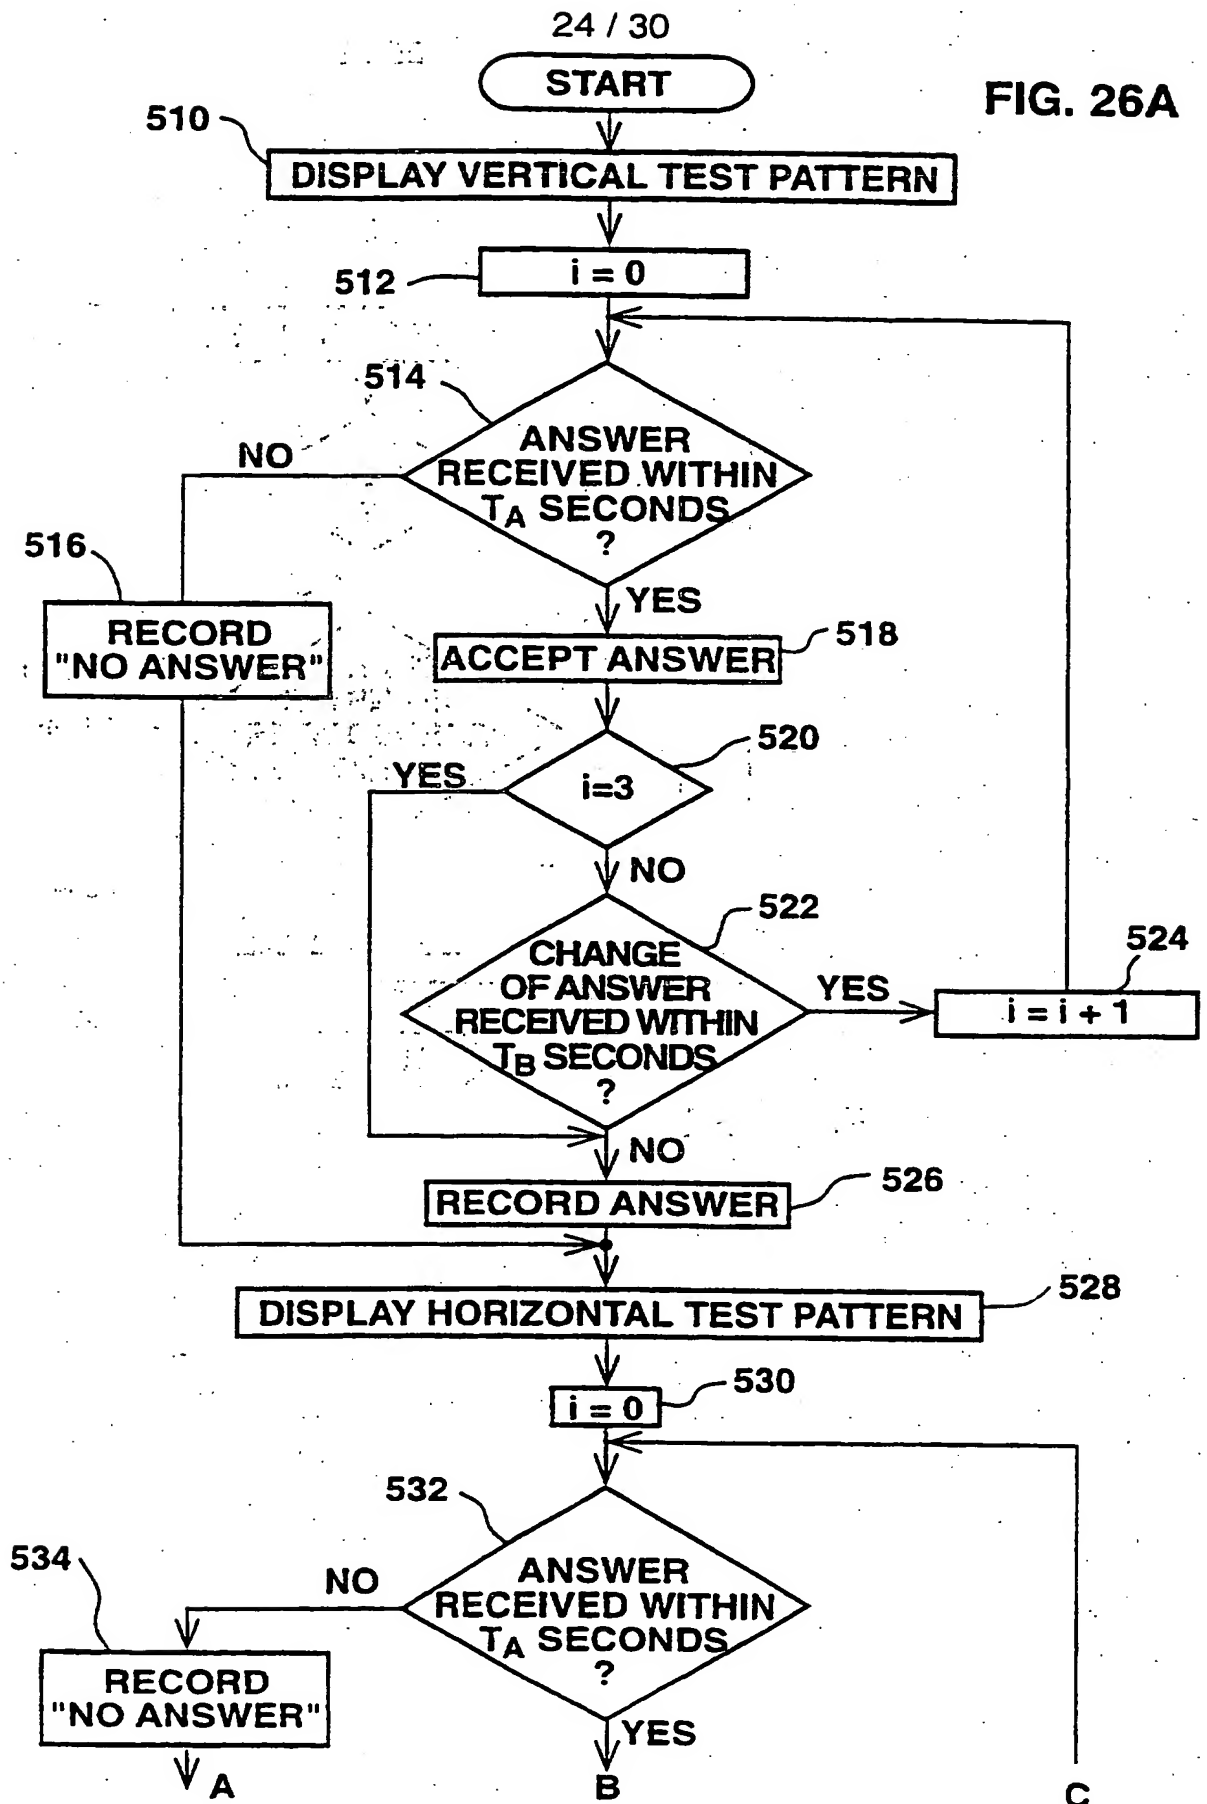 24 / 30
START
FIG. 26A
510
DISPLAY VERTICAL TEST PATTERN
512
i = 0
514
ANSWER
RECEIVED WITHIN
TA SECONDS
?
NO
YES
516
RECORD
"NO ANSWER"
518
ACCEPT ANSWER
520
i=3
YES
NO
522
CHANGE
OF ANSWER
RECEIVED WITHIN
TB SECONDS
?
YES
524
i = i + 1
NO
526
RECORD ANSWER
528
DISPLAY HORIZONTAL TEST PATTERN
530
i = 0
532
ANSWER
RECEIVED WITHIN
TA SECONDS
?
NO
534
RECORD
"NO ANSWER"
YES
A
B
C